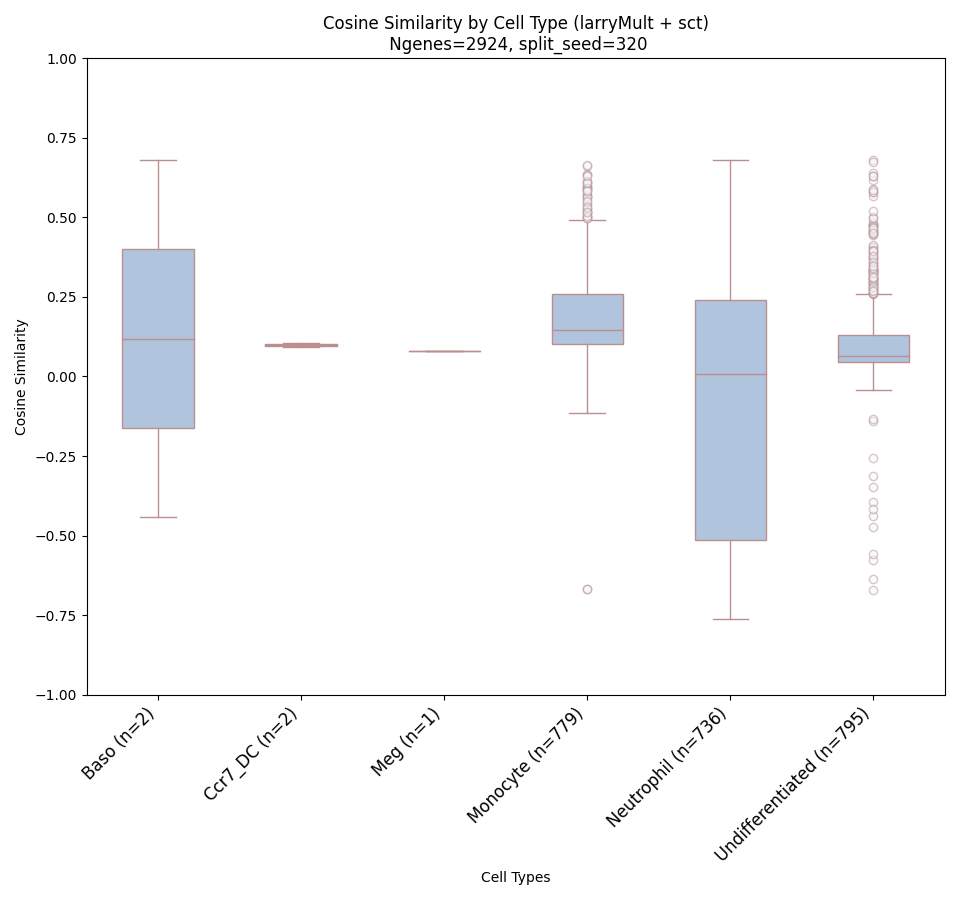 Cosine Similarity by Cell Type (larryMult + sct)
Ngenes=2924, split_seed=320
1.00
0.75
0.50
0.25
0.00
−0.25
−0.50
−0.75
−1.00
Cosine Similarity
Baso (n=2)
Ccr7_DC (n=2)
Meg (n=1)
Monocyte (n=779)
Neutrophil (n=736)
Undifferentiated (n=795)
Cell Types